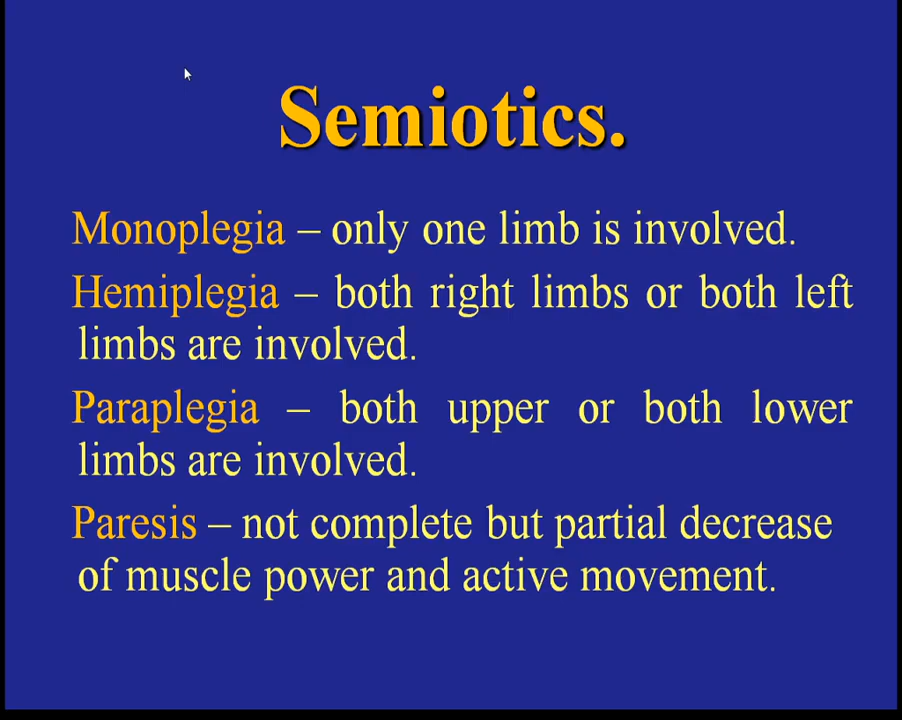 Semiotics.
Monoplegia – only one limb is involved.
Hemiplegia – both right limbs or both left
limbs are involved.
Paraplegia – both upper or both lower
limbs are involved.
Paresis – not complete but partial decrease
of muscle power and active movement.